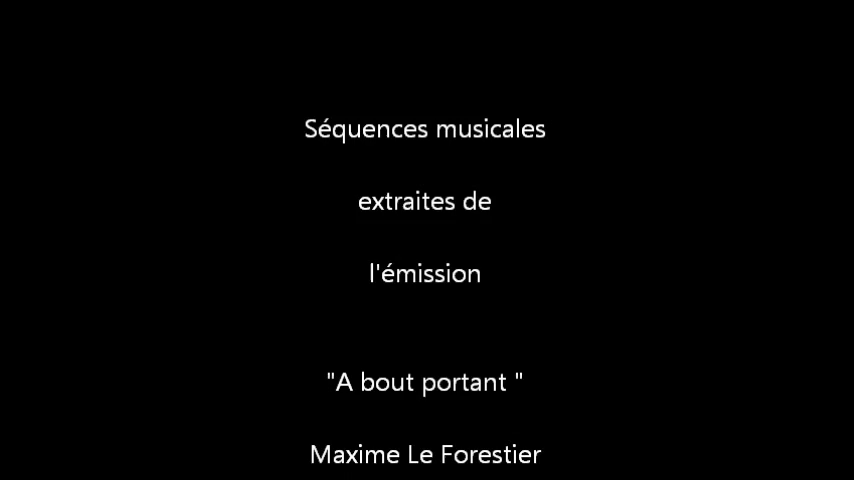 Séquences musicales
extraites de
l'émission
"A bout portant "
Maxime Le Forestier